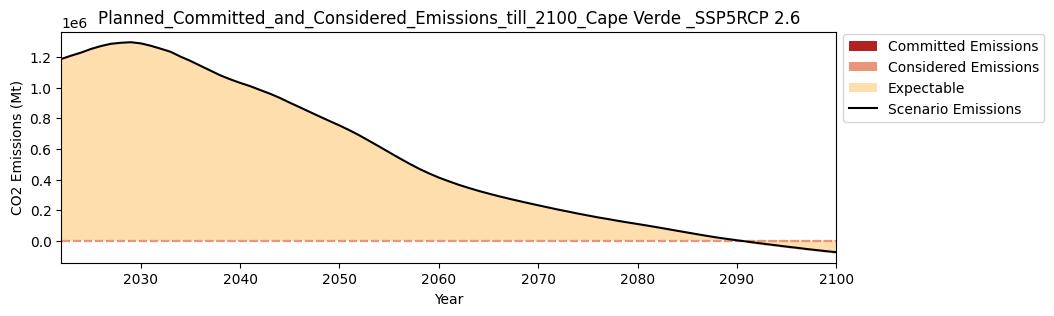 Planned_Committed_and_Considered_Emissions_till_2100_Cape Verde _SSP5RCP 2.6
1e6
1.2
1.0
0.8
0.6
0.4
0.2
0.0
CO2 Emissions (Mt)
2030 2040 2050 2060 2070 2080 2090 2100
Year
Committed Emissions
Considered Emissions
Expectable
Scenario Emissions